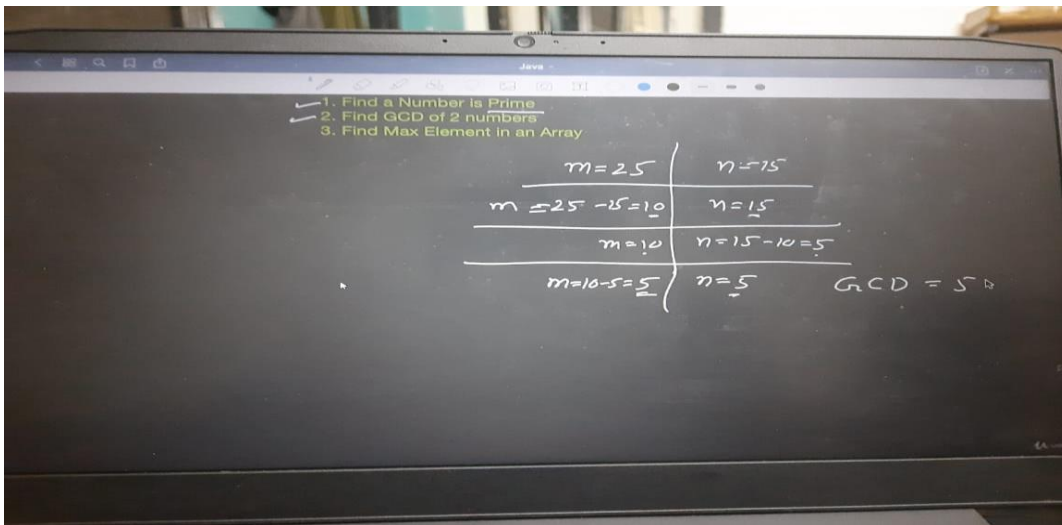 Java
1. Find a Number is Prime
2. Find GCD of 2 numbers
3. Find Max Element in an Array
m=25 n=15
m=25-15=10 n=15
m=10 n=15-10=5
m=10-5=5 n=5 GCD = 5